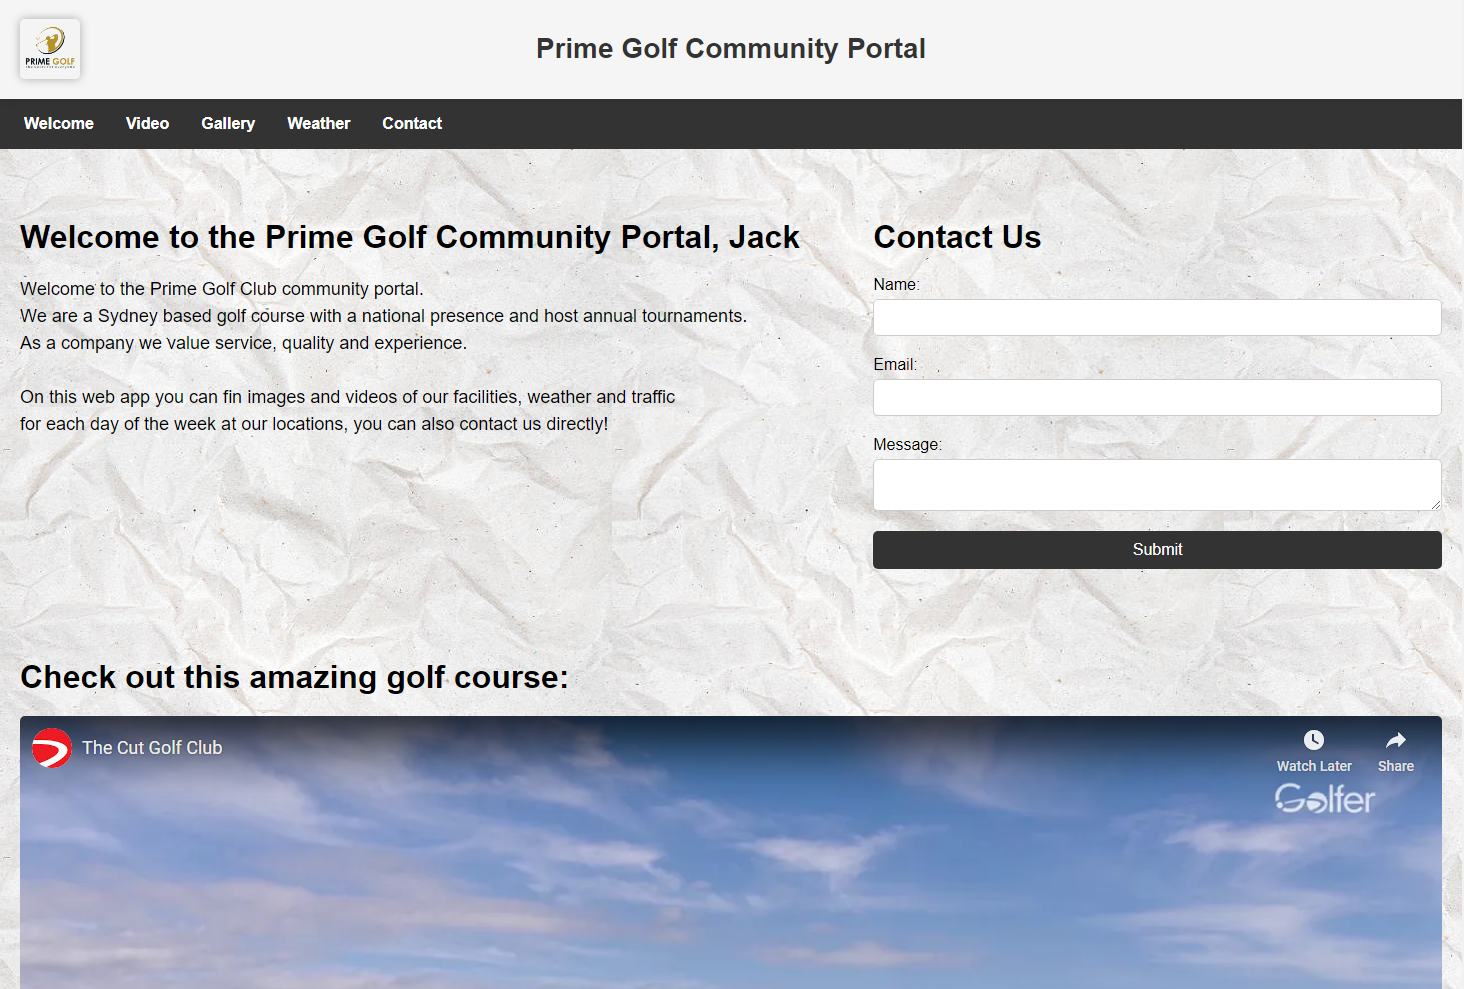 PRIME GOLF
Prime Golf Community Portal
Welcome
Video
Gallery
Weather
Contact
Welcome to the Prime Golf Community Portal, Jack
Welcome to the Prime Golf Club community portal.
We are a Sydney based golf course with a national presence and host annual tournaments.
As a company we value service, quality and experience.
On this web app you can fin images and videos of our facilities, weather and traffic
for each day of the week at our locations, you can also contact us directly!
Contact Us
Name:
Email:
Message:
Submit
Check out this amazing golf course:
The Cut Golf Club
Watch Later
Share
Golfer